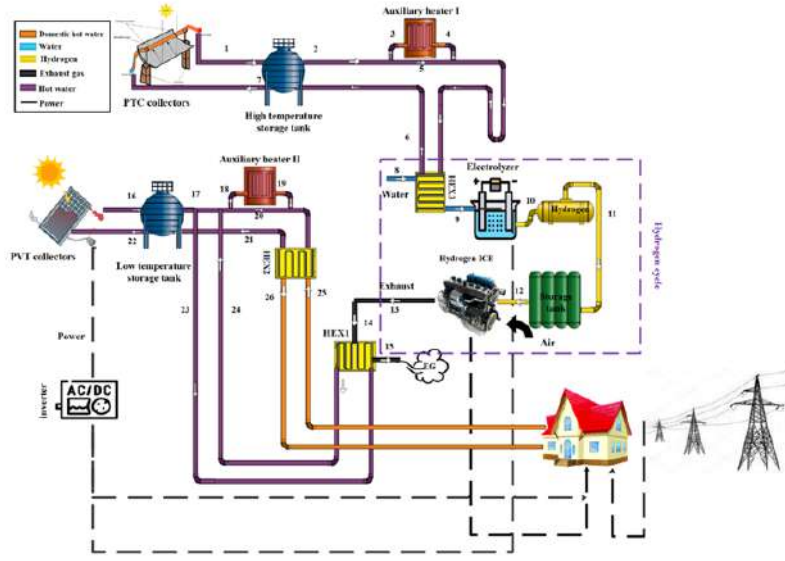 Domestic hot water
Water
Hydrogen
Exhaust gas
Hot water
Power
PTC collectors
1
2
7
High temperature
storage tank
Auxiliary heater I
3
4
5
6
8
Water
HEX3
9
Electrolyzer
10
Hydrogen
11
Hydrogen cycle
Hydrogen ICE
12
Storage
tank
Air
Exhaust
13
14
15
EG
HEX1
PVT collectors
16
17
22
Low temperature
storage tank
Auxiliary heater II
18
19
20
21
HEX2
26
25
23
24
Power
inverter
AC/DC